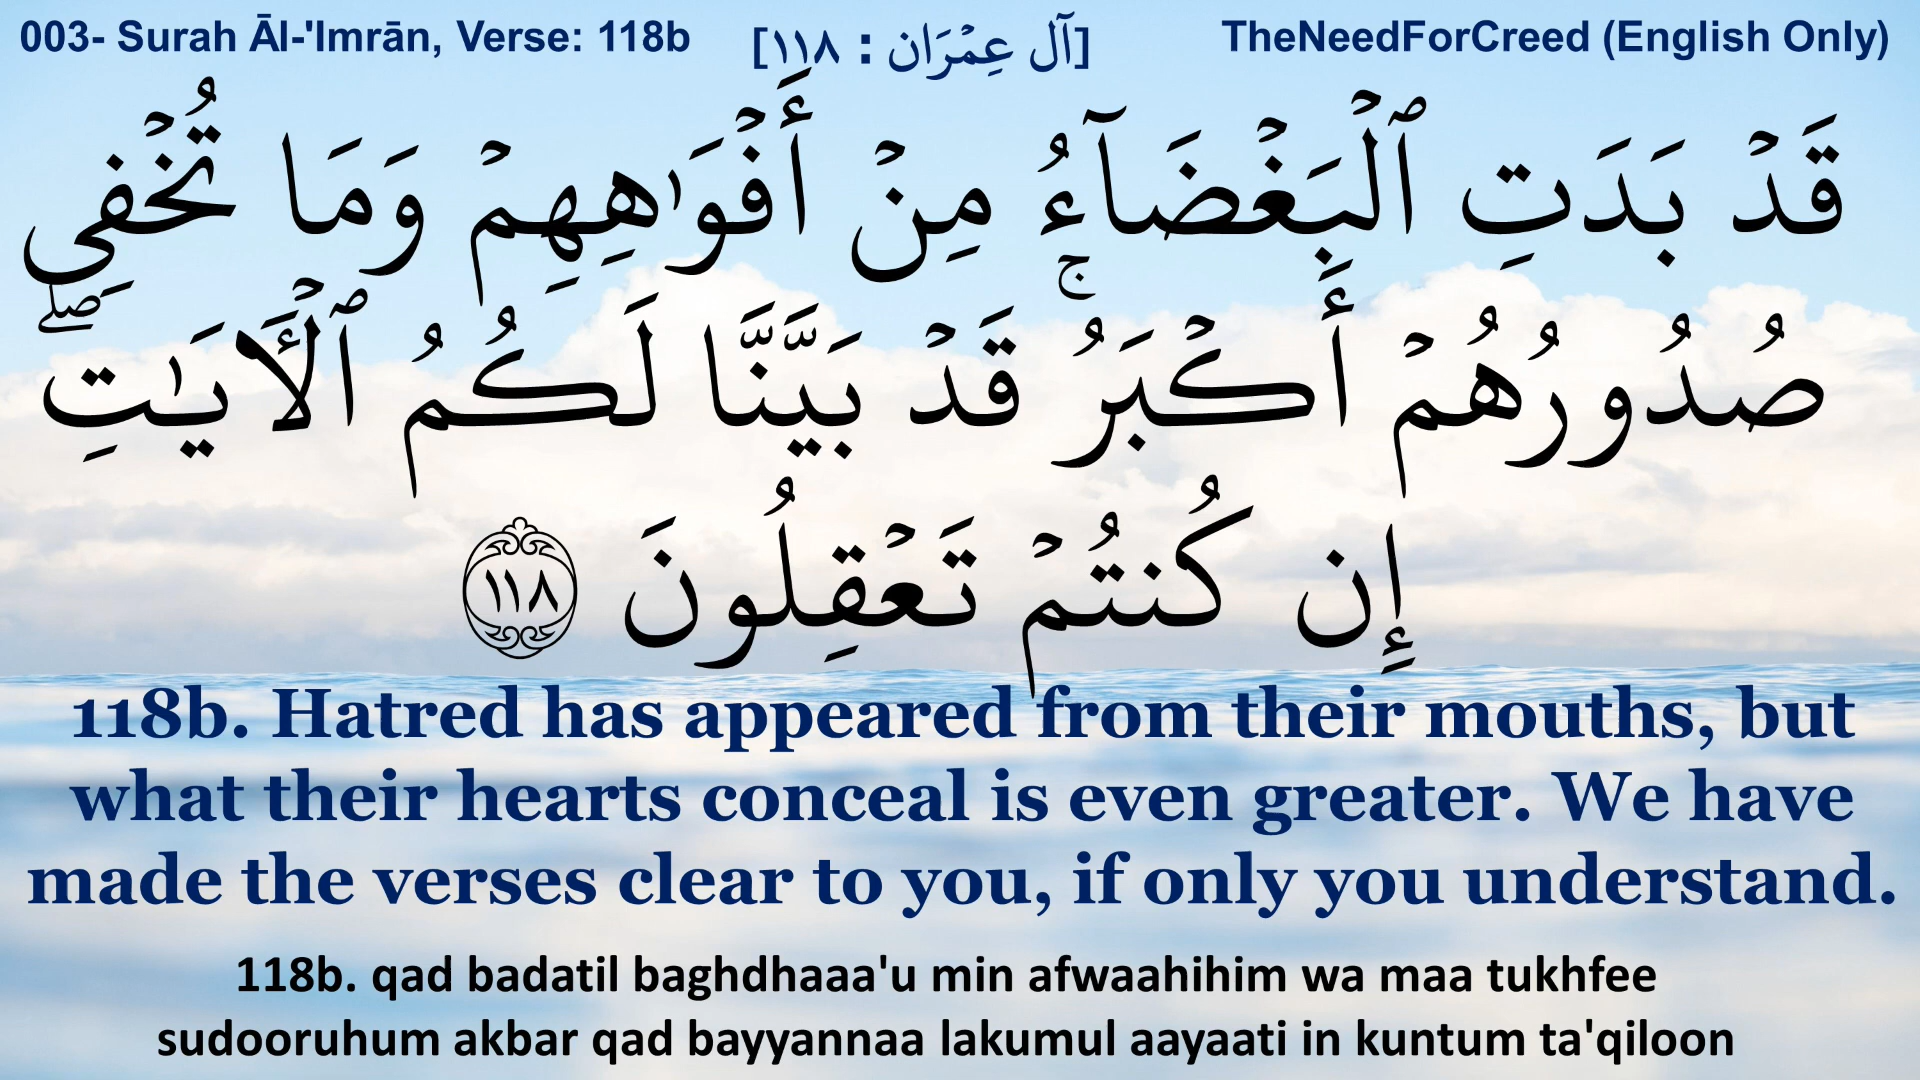 003- Surah Āl-'Imrān, Verse: 118b [آل عِمْرَان : ١١٨] TheNeedForCreed (English Only)
قَدۡ بَدَتِ ٱلۡبَغۡضَآءُ مِنۡ أَفۡوَٰهِهِمۡ وَمَا تُخۡفِي
صُدُورُهُمۡ أَكۡبَرُۚ قَدۡ بَيَّنَّا لَكُمُ ٱلۡأٓيَٰتِۖ
إِن كُنتُمۡ تَعۡقِلُونَ ١١٨
118b. Hatred has appeared from their mouths, but
what their hearts conceal is even greater. We have
made the verses clear to you, if only you understand.
118b. qad badatil baghdhaaa'u min afwaahihim wa maa tukhfee
sudooruhum akbar qad bayyannaa lakumul aayaati in kuntum ta'qiloon